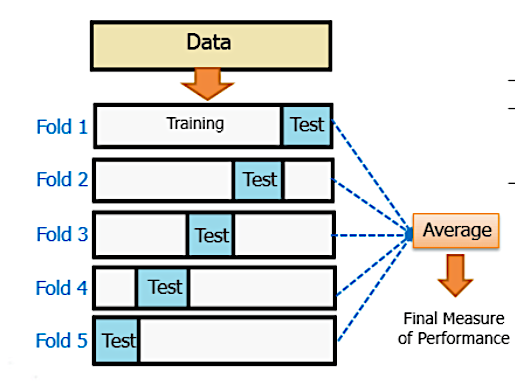 Data
Fold 1
Training
Test
Fold 2
Test
Fold 3
Test
Average
Fold 4
Test
Final Measure
of Performance
Fold 5
Test